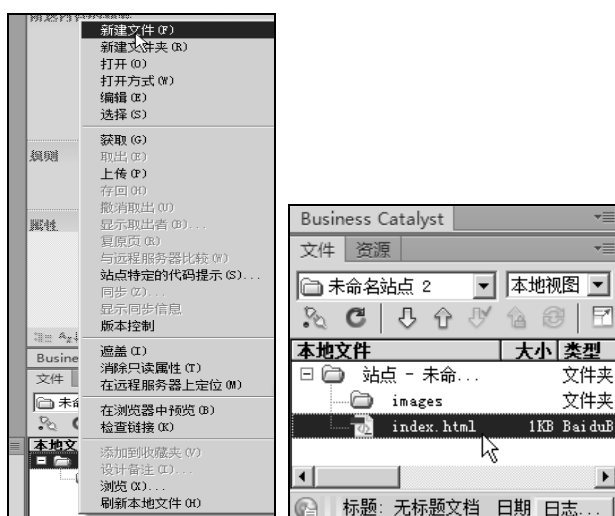 新建文件(F)
新建文件夹(R)
打开(O)
打开方式(W)
编辑(E)
选择(S)
获取(G)
取出(E)
上传(P)
存回(H)
撤消取出(U)
显示取出者(B)...
复原页(R)
与远程服务器比较(W)
站点特定的代码提示(S)...
同步(Z)...
显示同步信息
版本控制
遮盖(I)
消除只读属性(T)
在远程服务器上定位(M)
在浏览器中预览(B)
检查链接(K)
添加到收藏夹(V)
设计备注(I)...
浏览(X)...
刷新本地文件(H)
规则
属性
Busine
文件
未命
本地文
Business Catalyst
文件 资源
未命名站点 2 本地视图
本地文件 大小 类型
站点 - 未命... 文件夹
images 文件夹
index.html 1KB BaiduB
标题: 无标题文档 日期 日志...